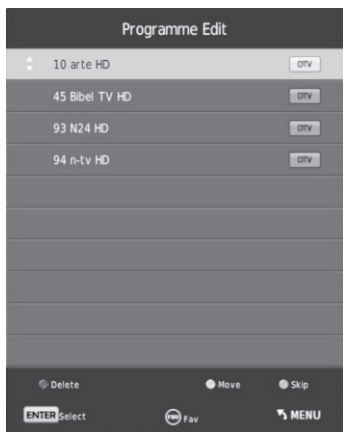 Programme Edit
10 arte HD DTV
45 Bibel TV HD DTV
93 N24 HD DTV
94 n-tv HD DTV
Delete Move Skip
ENTER Select FAV Fav MENU